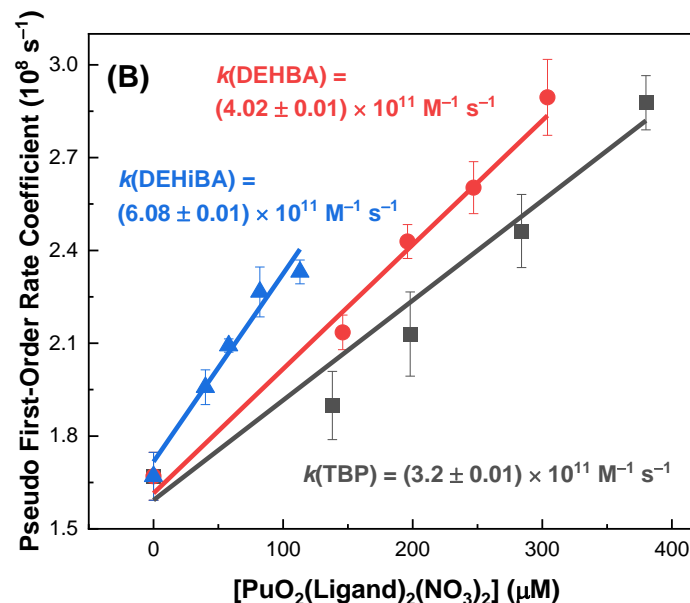 (B)
k(DEHBA) =
(4.02 ± 0.01) × 10¹¹ M⁻¹ s⁻¹
k(DEHiBA) =
(6.08 ± 0.01) × 10¹¹ M⁻¹ s⁻¹
k(TBP) = (3.2 ± 0.01) × 10¹¹ M⁻¹ s⁻¹
Pseudo First-Order Rate Coefficient (10⁸ s⁻¹)
3.0
2.7
2.4
2.1
1.8
1.5
0
100
200
300
400
[PuO₂(Ligand)₂(NO₃)₂] (μM)